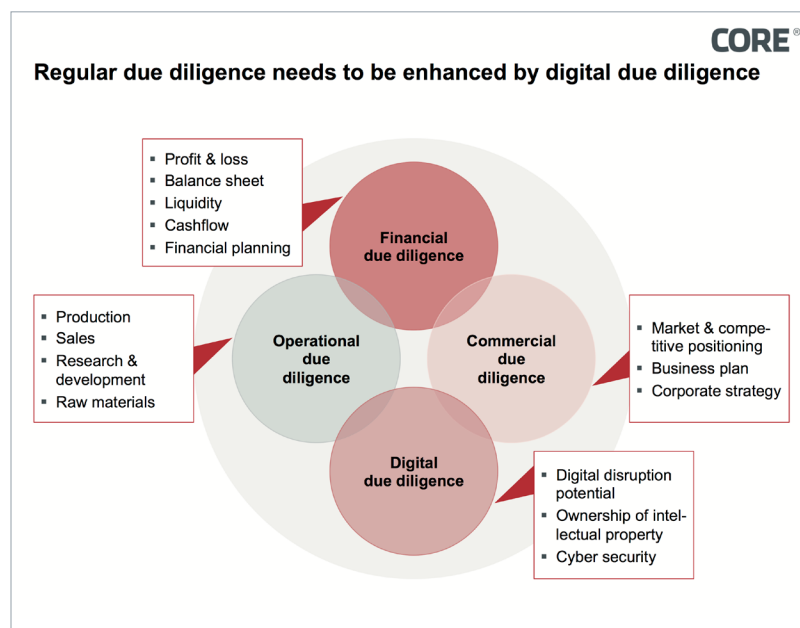 CORE®
Regular due diligence needs to be enhanced by digital due diligence
▪ Profit & loss
▪ Balance sheet
▪ Liquidity
▪ Cashflow
▪ Financial planning
Financial
due diligence
▪ Production
▪ Sales
▪ Research &
development
▪ Raw materials
Operational
due
diligence
Commercial
due
diligence
▪ Market & compe-
titive positioning
▪ Business plan
▪ Corporate strategy
Digital
due diligence
▪ Digital disruption
potential
▪ Ownership of intel-
lectual property
▪ Cyber security